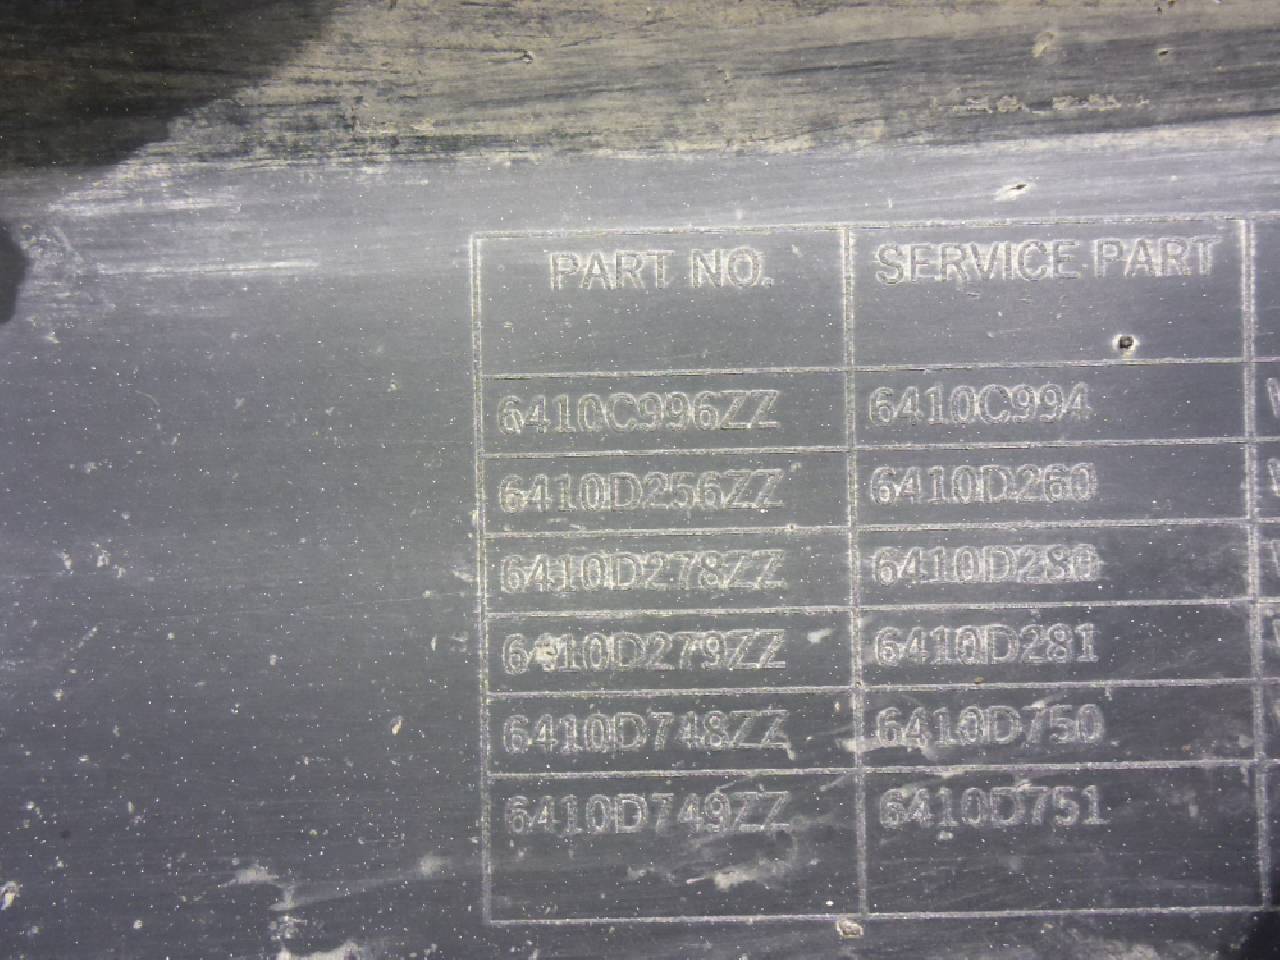 PART NO. SERVICE PART
6410C996ZZ 6410C994
6410D256ZZ 6410D260
6410D278ZZ 6410D280
6410D279ZZ 6410D281
6410D748ZZ 6410D750
6410D749ZZ 6410D751